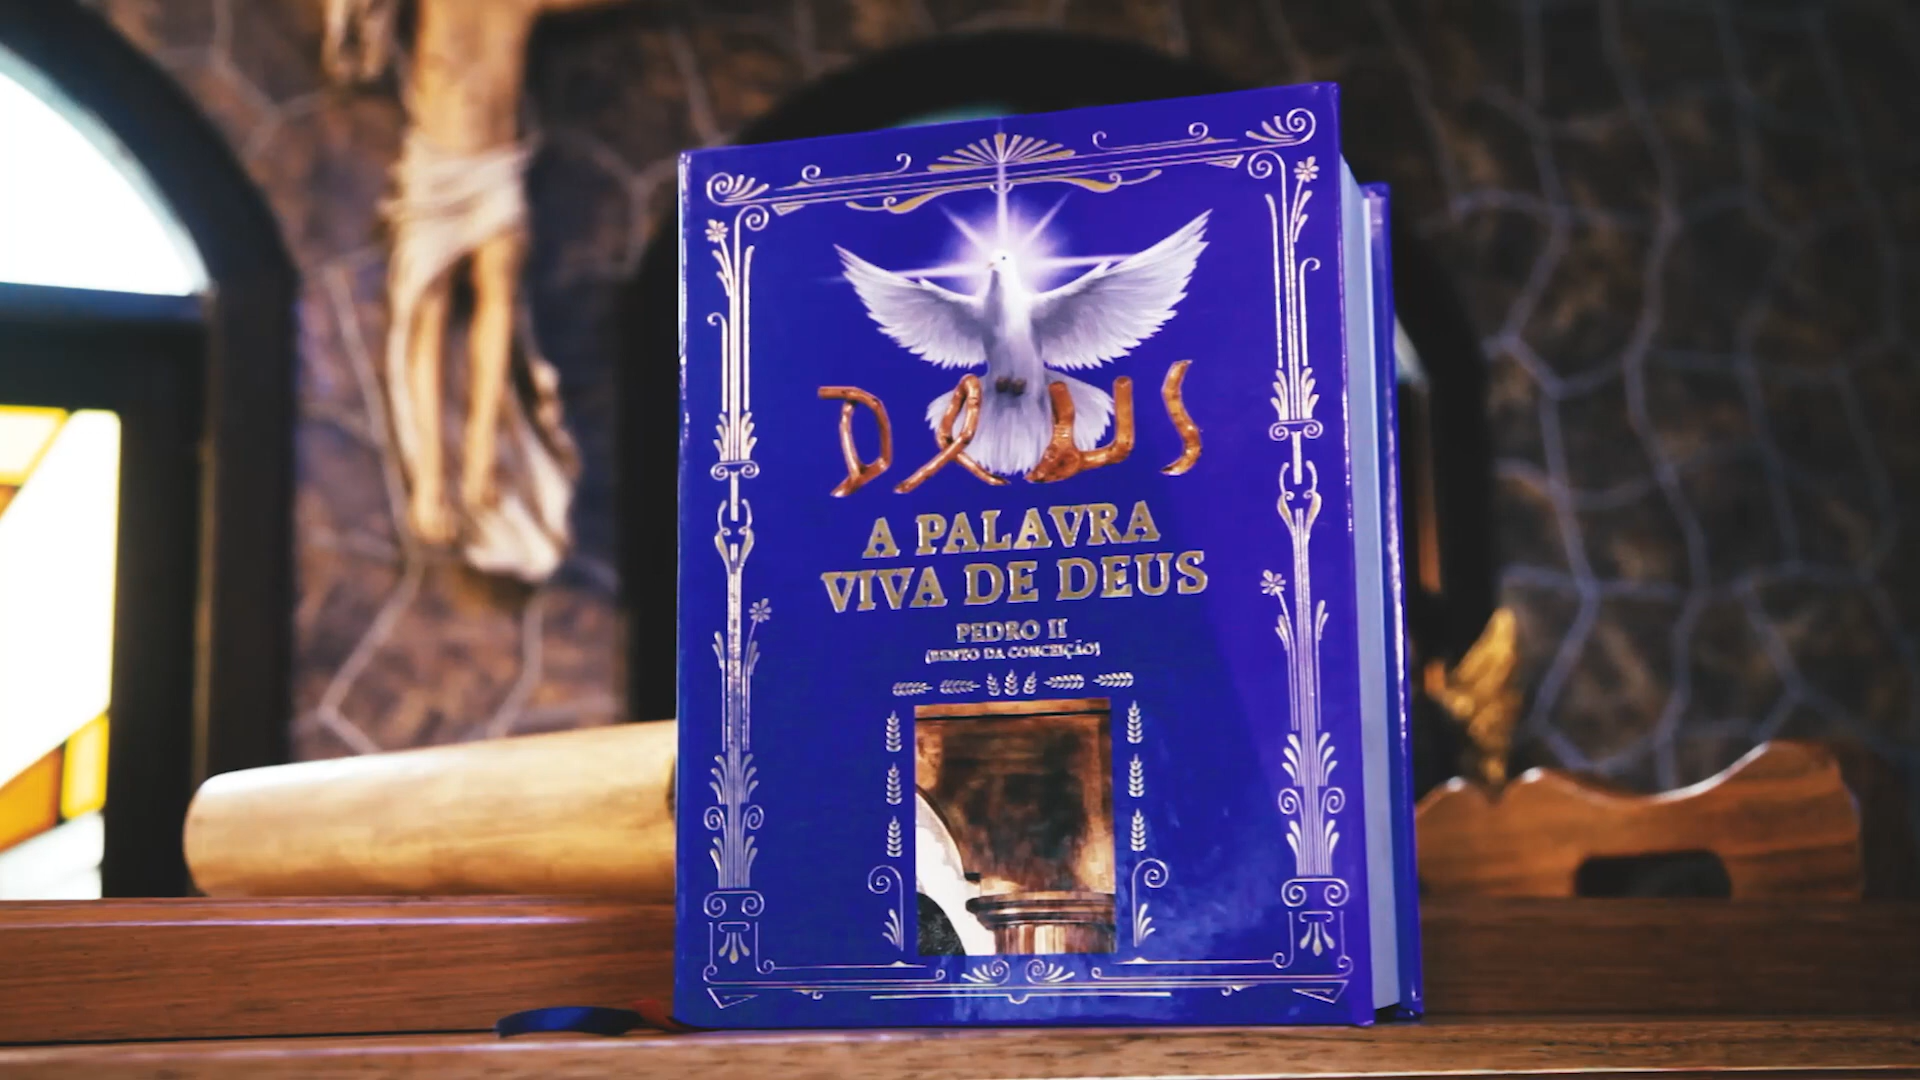 DEUS
A PALAVRA
VIVA DE DEUS
PEDRO II
(BENTO DA CONCEIÇÃO)